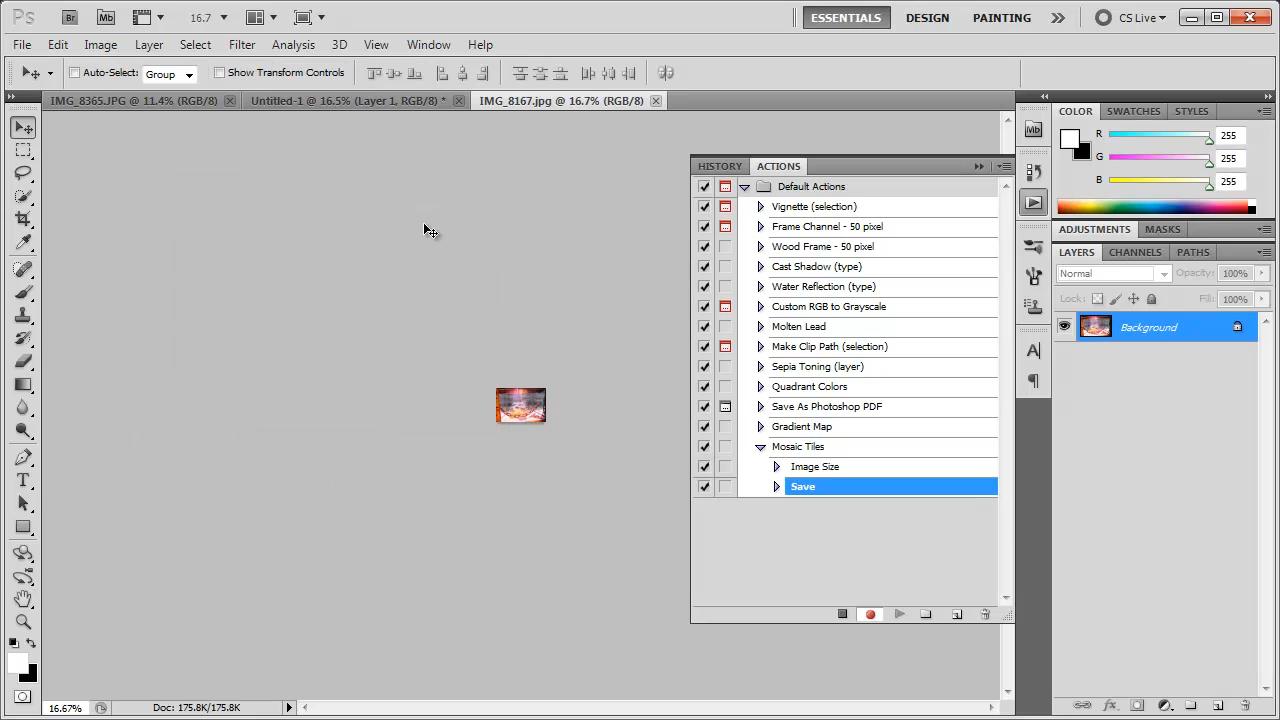 Ps Br Mb 16.7 ESSENTIALS DESIGN PAINTING CS Live
File Edit Image Layer Select Filter Analysis 3D View Window Help
Auto-Select: Group Show Transform Controls
IMG_8365.JPG @ 11.4% (RGB/8) Untitled-1 @ 16.5% (Layer 1, RGB/8) * IMG_8167.jpg @ 16.7% (RGB/8)
COLOR SWATCHES STYLES
R 255
G 255
B 255
ADJUSTMENTS MASKS
LAYERS CHANNELS PATHS
Normal Opacity: 100%
Lock: Fill: 100%
Background
Mb
HISTORY ACTIONS
Default Actions
Vignette (selection)
Frame Channel - 50 pixel
Wood Frame - 50 pixel
Cast Shadow (type)
Water Reflection (type)
Custom RGB to Grayscale
Molten Lead
Make Clip Path (selection)
Sepia Toning (layer)
Quadrant Colors
Save As Photoshop PDF
Gradient Map
Mosaic Tiles
Image Size
Save
16.67% Doc: 175.8K/175.8K